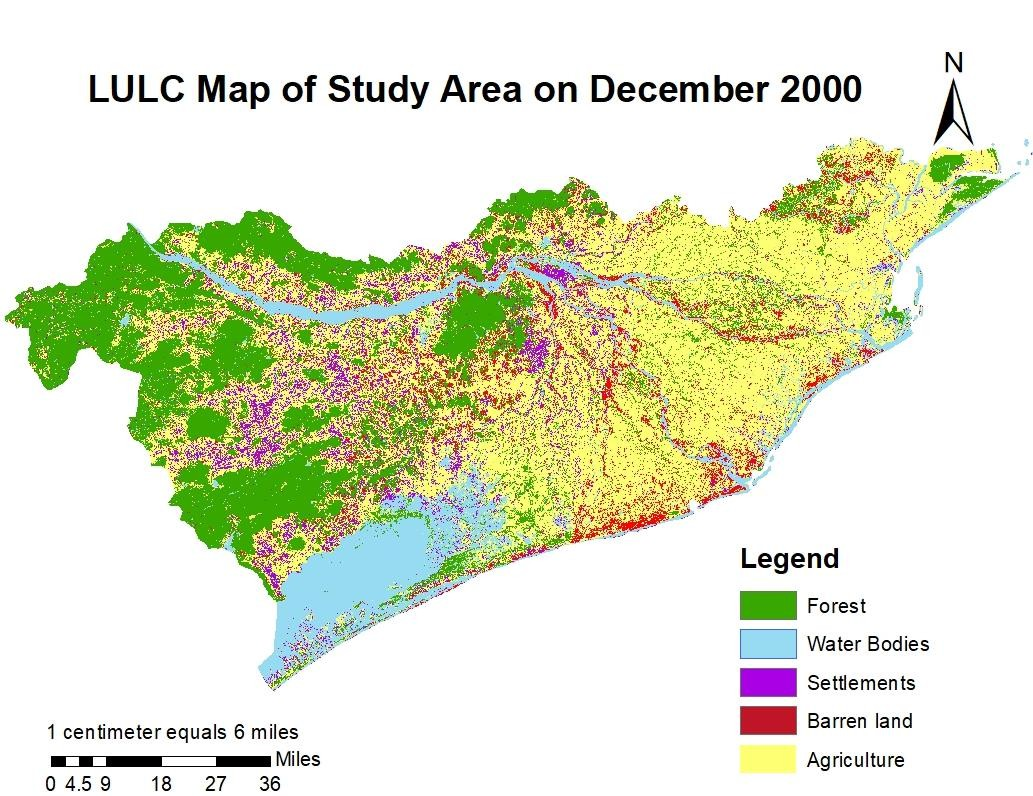 N
LULC Map of Study Area on December 2000
Legend
Forest
Water Bodies
Settlements
Barren land
Agriculture
1 centimeter equals 6 miles
Miles
0 4.5 9 18 27 36